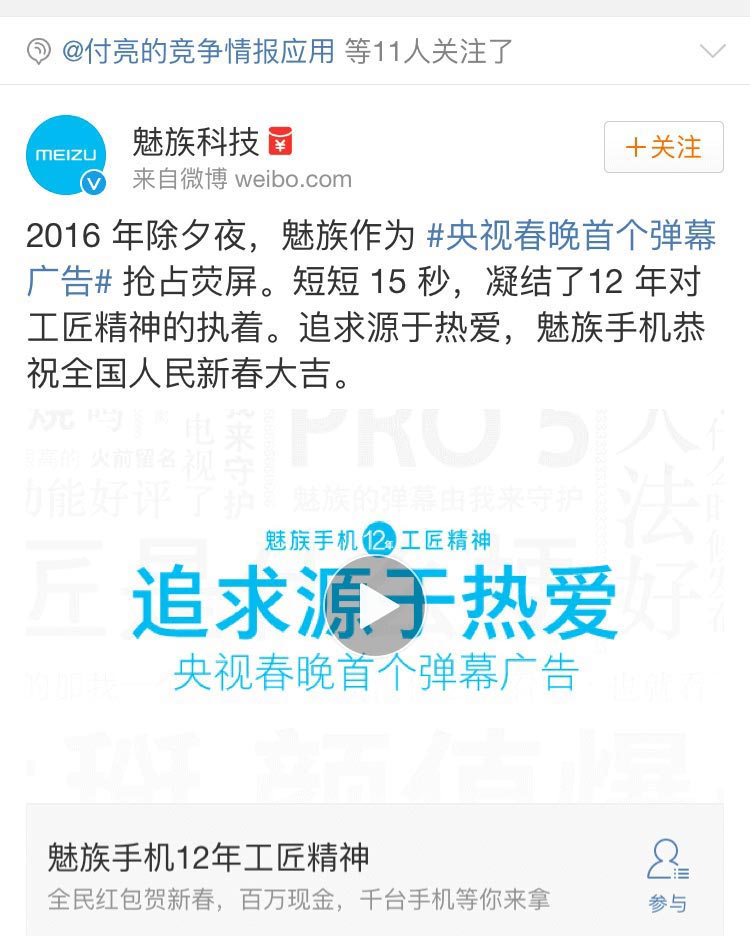 @付亮的竞争情报应用 等11人关注了
MEIZU
魅族科技
¥
+关注
来自微博 weibo.com
2016 年除夕夜，魅族作为 #央视春晚首个弹幕
广告# 抢占荧屏。短短 15 秒，凝结了12 年对
工匠精神的执着。追求源于热爱，魅族手机恭
祝全国人民新春大吉。
PRO 5
电视了
我来守护
火前留名
功能好评
魅族的弹幕由我来守护
魅族手机12年工匠精神
追求源于热爱
央视春晚首个弹幕广告
颜值爆
魅族手机12年工匠精神
全民红包贺新春，百万现金，千台手机等你来拿
参与